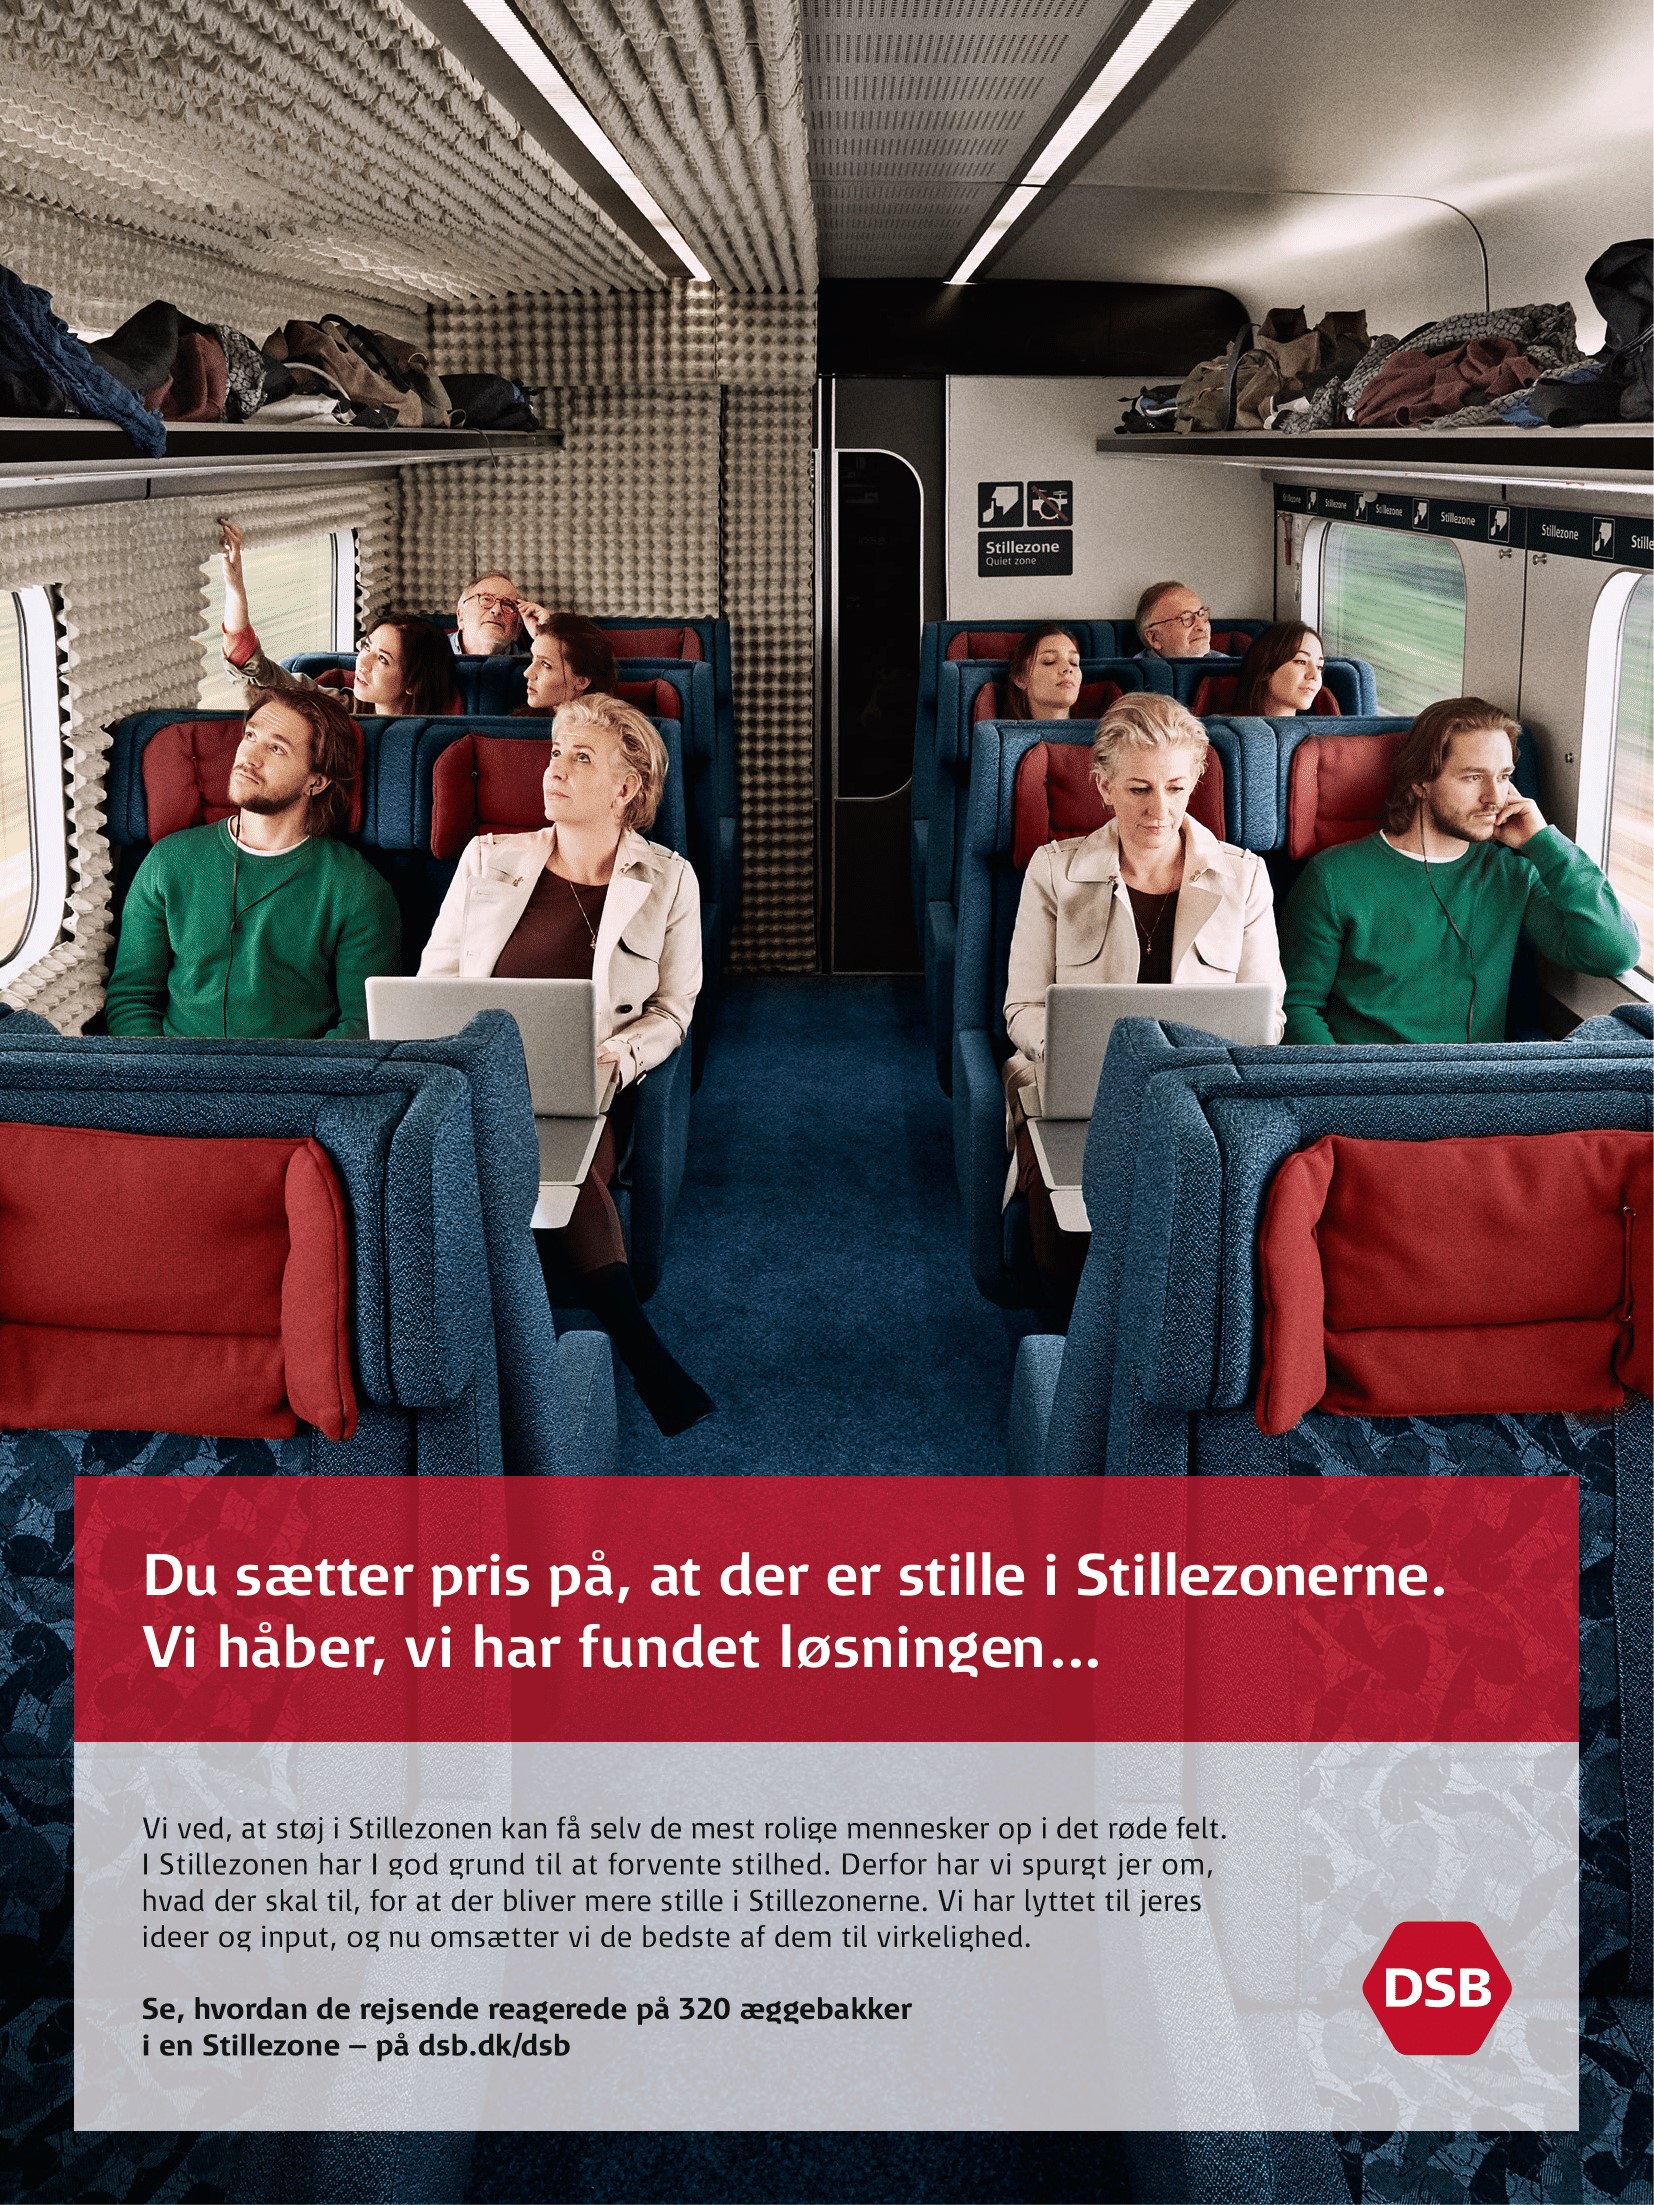 Stillezone
Quiet zone
Stillezone
Stillezone
Stillezone
Stillezone
Stillezone
Stille
Du sætter pris på, at der er stille i Stillezonerne.
Vi håber, vi har fundet løsningen...
Vi ved, at støj i Stillezonen kan få selv de mest rolige mennesker op i det røde felt.
I Stillezonen har I god grund til at forvente stilhed. Derfor har vi spurgt jer om,
hvad der skal til, for at der bliver mere stille i Stillezonerne. Vi har lyttet til jeres
ideer og input, og nu omsætter vi de bedste af dem til virkelighed.
Se, hvordan de rejsende reagerede på 320 æggebakker
i en Stillezone – på dsb.dk/dsb
DSB